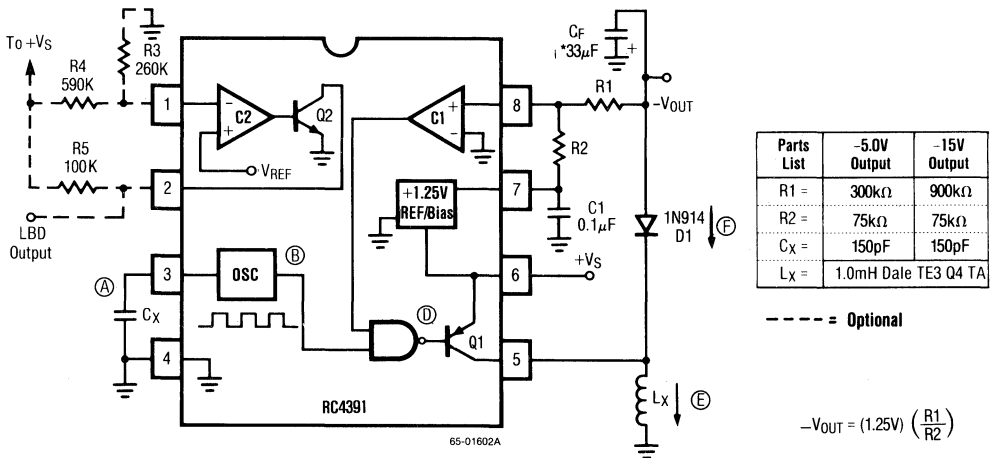 To +VS
R4
590K
R3
260K
R5
100K
LBD
Output
1
2
3
4
C2
−
+
Q2
VREF
C1
+
−
+1.25V
REF/Bias
OSC
A
B
CX
D
Q1
RC4391
65-01602A
8
7
6
5
R1
R2
C1
0.1µF
+VS
CF
*33µF
+
−VOUT
1N914
D1
F
LX
E
Parts List | −5.0V Output | −15V Output
R1 = | 300kΩ | 900kΩ
R2 = | 75kΩ | 75kΩ
CX = | 150pF | 150pF
LX = | 1.0mH Dale TE3 Q4 TA
= Optional
−VOUT = (1.25V) (R1/R2)